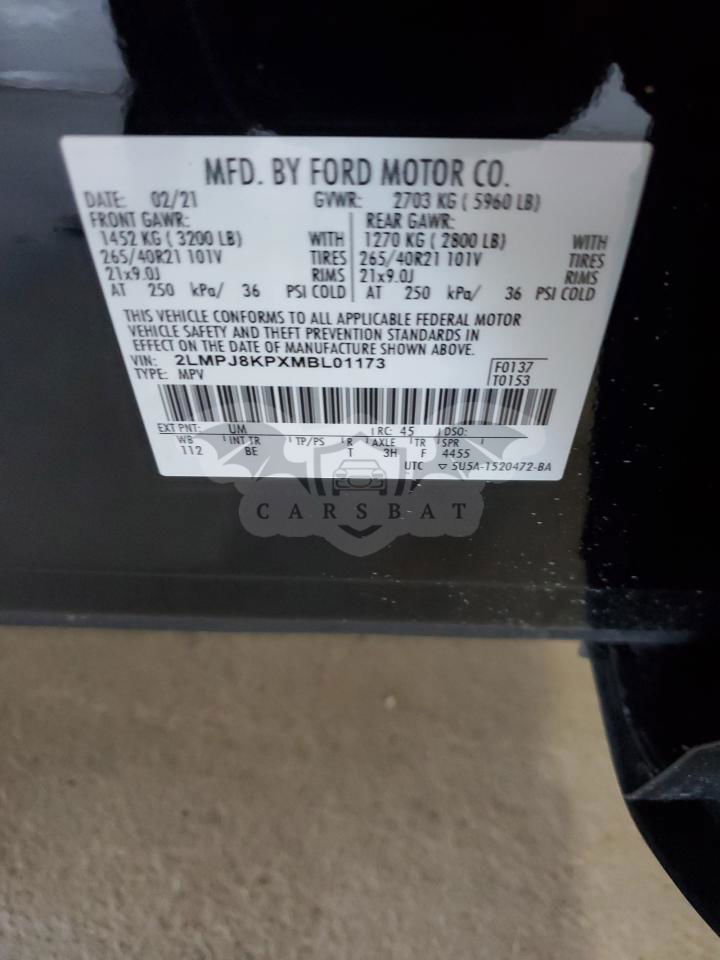 MFD. BY FORD MOTOR CO.
DATE: 02/21 GVWR: 2703 KG ( 5960 LB)
FRONT GAWR: REAR GAWR:
1452 KG ( 3200 LB) WITH 1270 KG ( 2800 LB) WITH
265/40R21 101V TIRES 265/40R21 101V TIRES
21x9.0J RIMS 21x9.0J RIMS
AT 250 kPa/ 36 PSI COLD AT 250 kPa/ 36 PSI COLD
THIS VEHICLE CONFORMS TO ALL APPLICABLE FEDERAL MOTOR
VEHICLE SAFETY AND THEFT PREVENTION STANDARDS IN
EFFECT ON THE DATE OF MANUFACTURE SHOWN ABOVE.
VIN: 2LMPJ8KPXMBL01173 F0137
TYPE: MPV T0153
EXT PNT: UM RC: 45 DSO:
WB INT TR TP/PS R AXLE TR SPR
112 BE T 3H F 4455
UTC ▽ 5U5A-1520472-BA
CARSBAT